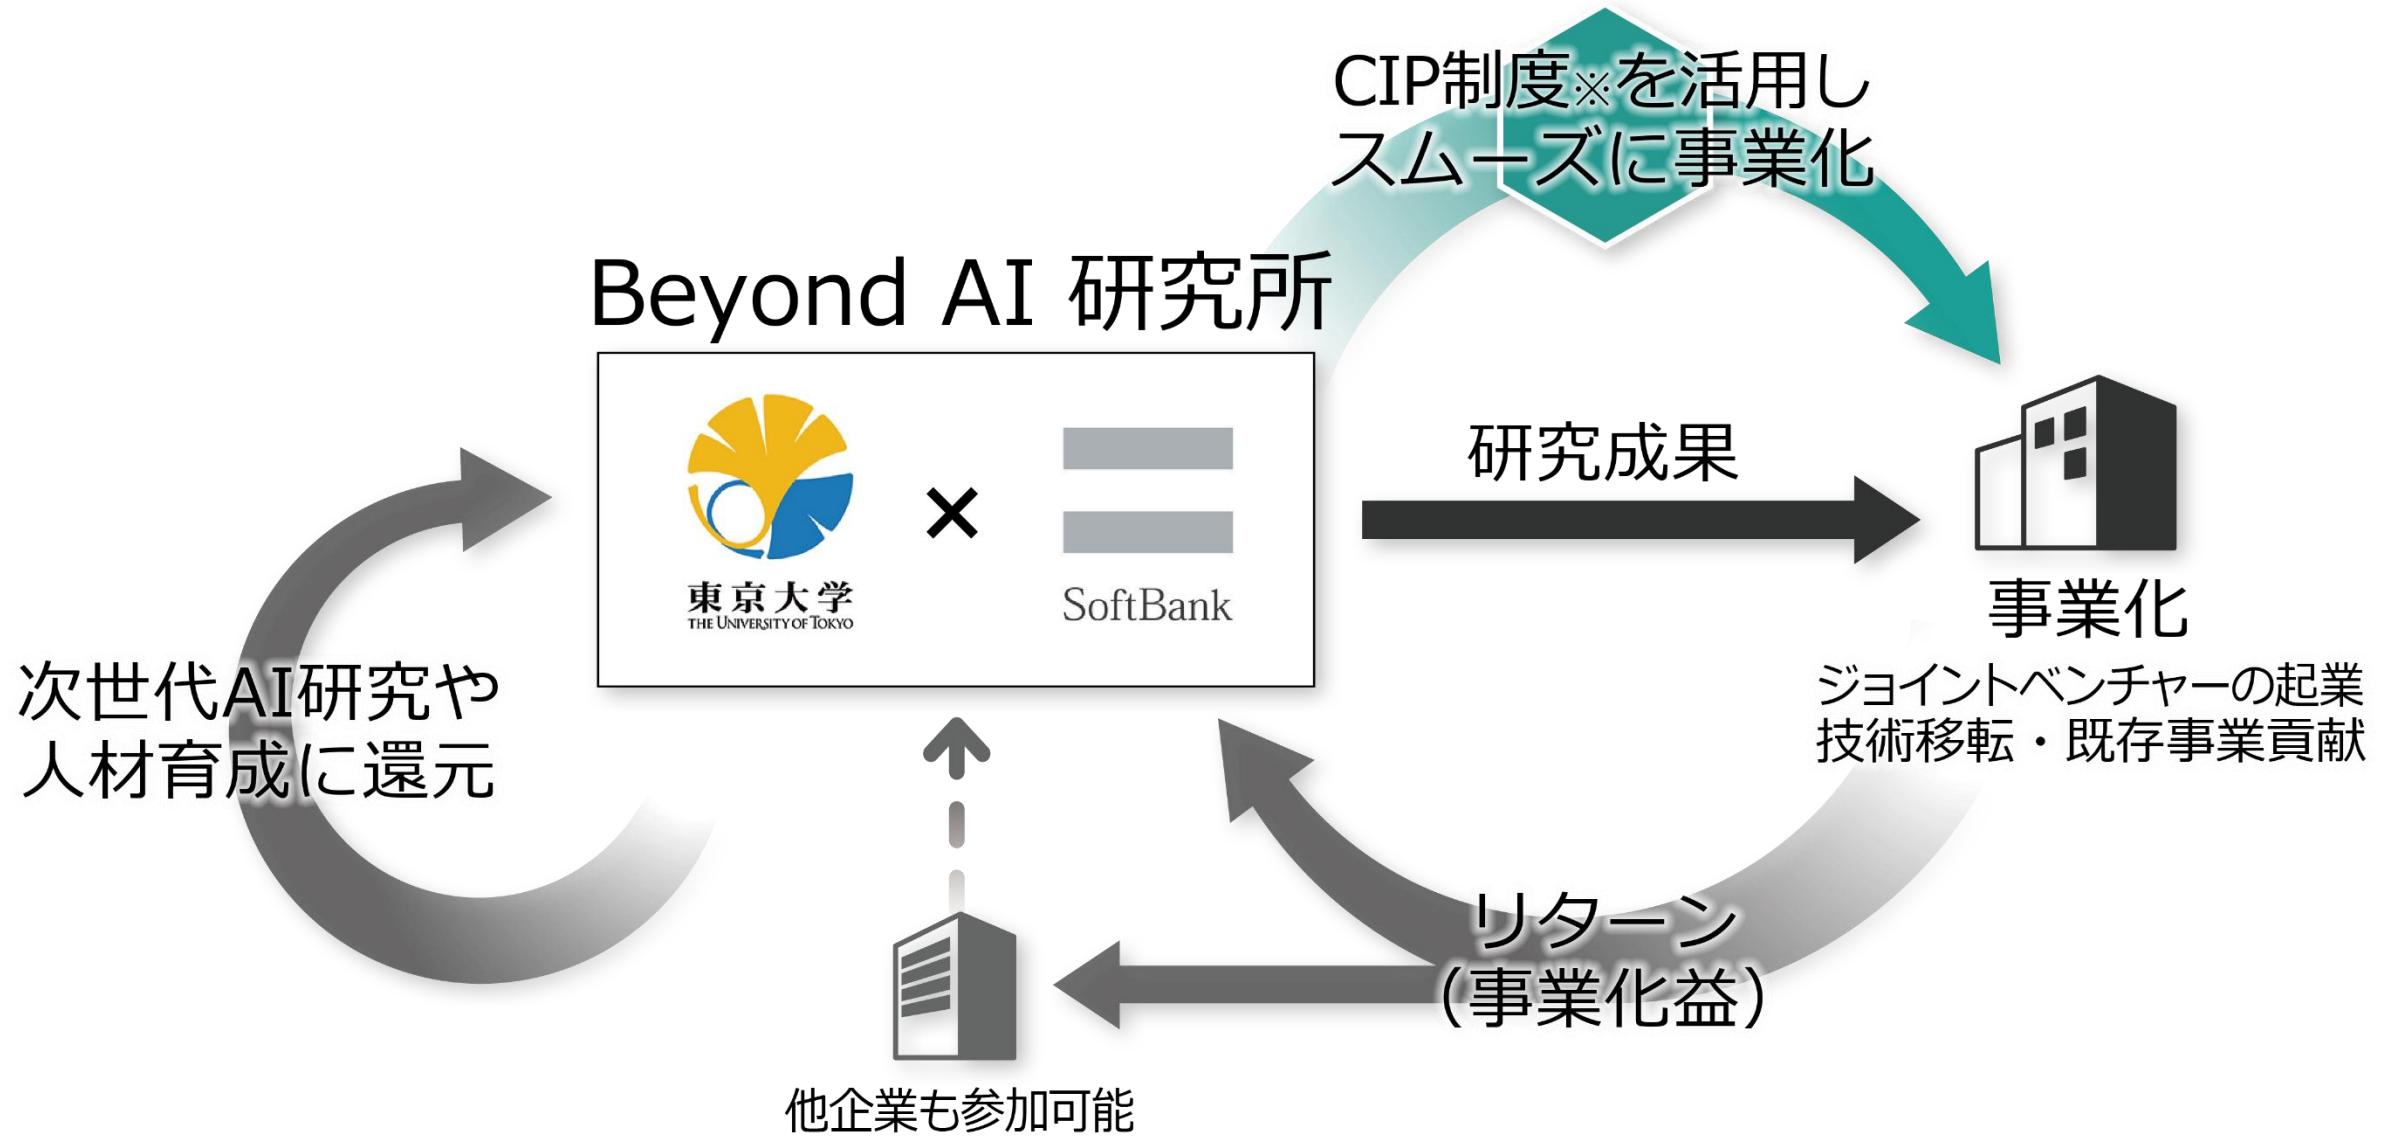 CIP制度※を活用し
スムーズに事業化
Beyond AI 研究所
東京大学
THE UNIVERSITY OF TOKYO
×
SoftBank
研究成果
事業化
ジョイントベンチャーの起業
技術移転・既存事業貢献
次世代AI研究や
人材育成に還元
リターン
（事業化益）
他企業も参加可能